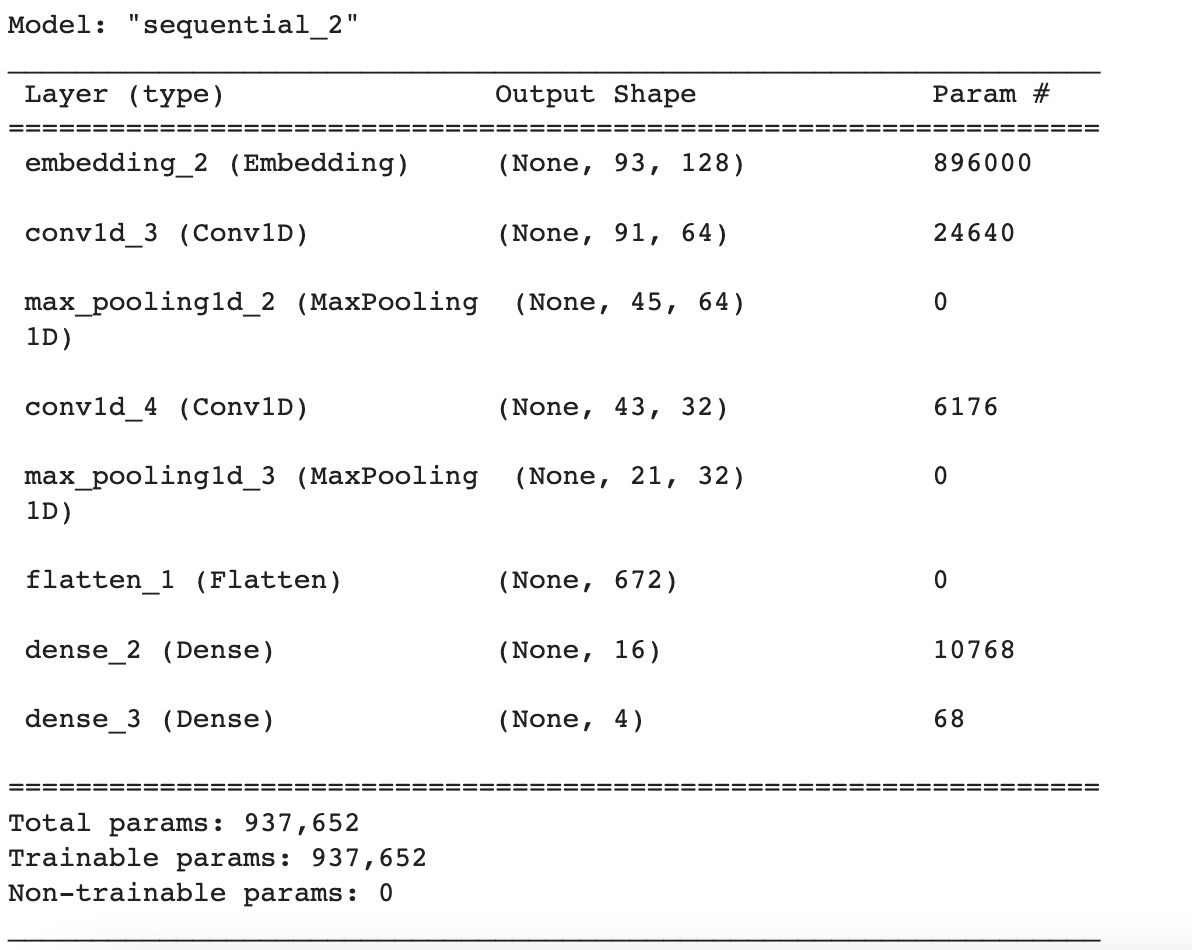 Model: "sequential_2"
Layer (type) Output Shape Param #
embedding_2 (Embedding) (None, 93, 128) 896000
conv1d_3 (Conv1D) (None, 91, 64) 24640
max_pooling1d_2 (MaxPooling (None, 45, 64) 0
1D)
conv1d_4 (Conv1D) (None, 43, 32) 6176
max_pooling1d_3 (MaxPooling (None, 21, 32) 0
1D)
flatten_1 (Flatten) (None, 672) 0
dense_2 (Dense) (None, 16) 10768
dense_3 (Dense) (None, 4) 68
Total params: 937,652
Trainable params: 937,652
Non-trainable params: 0